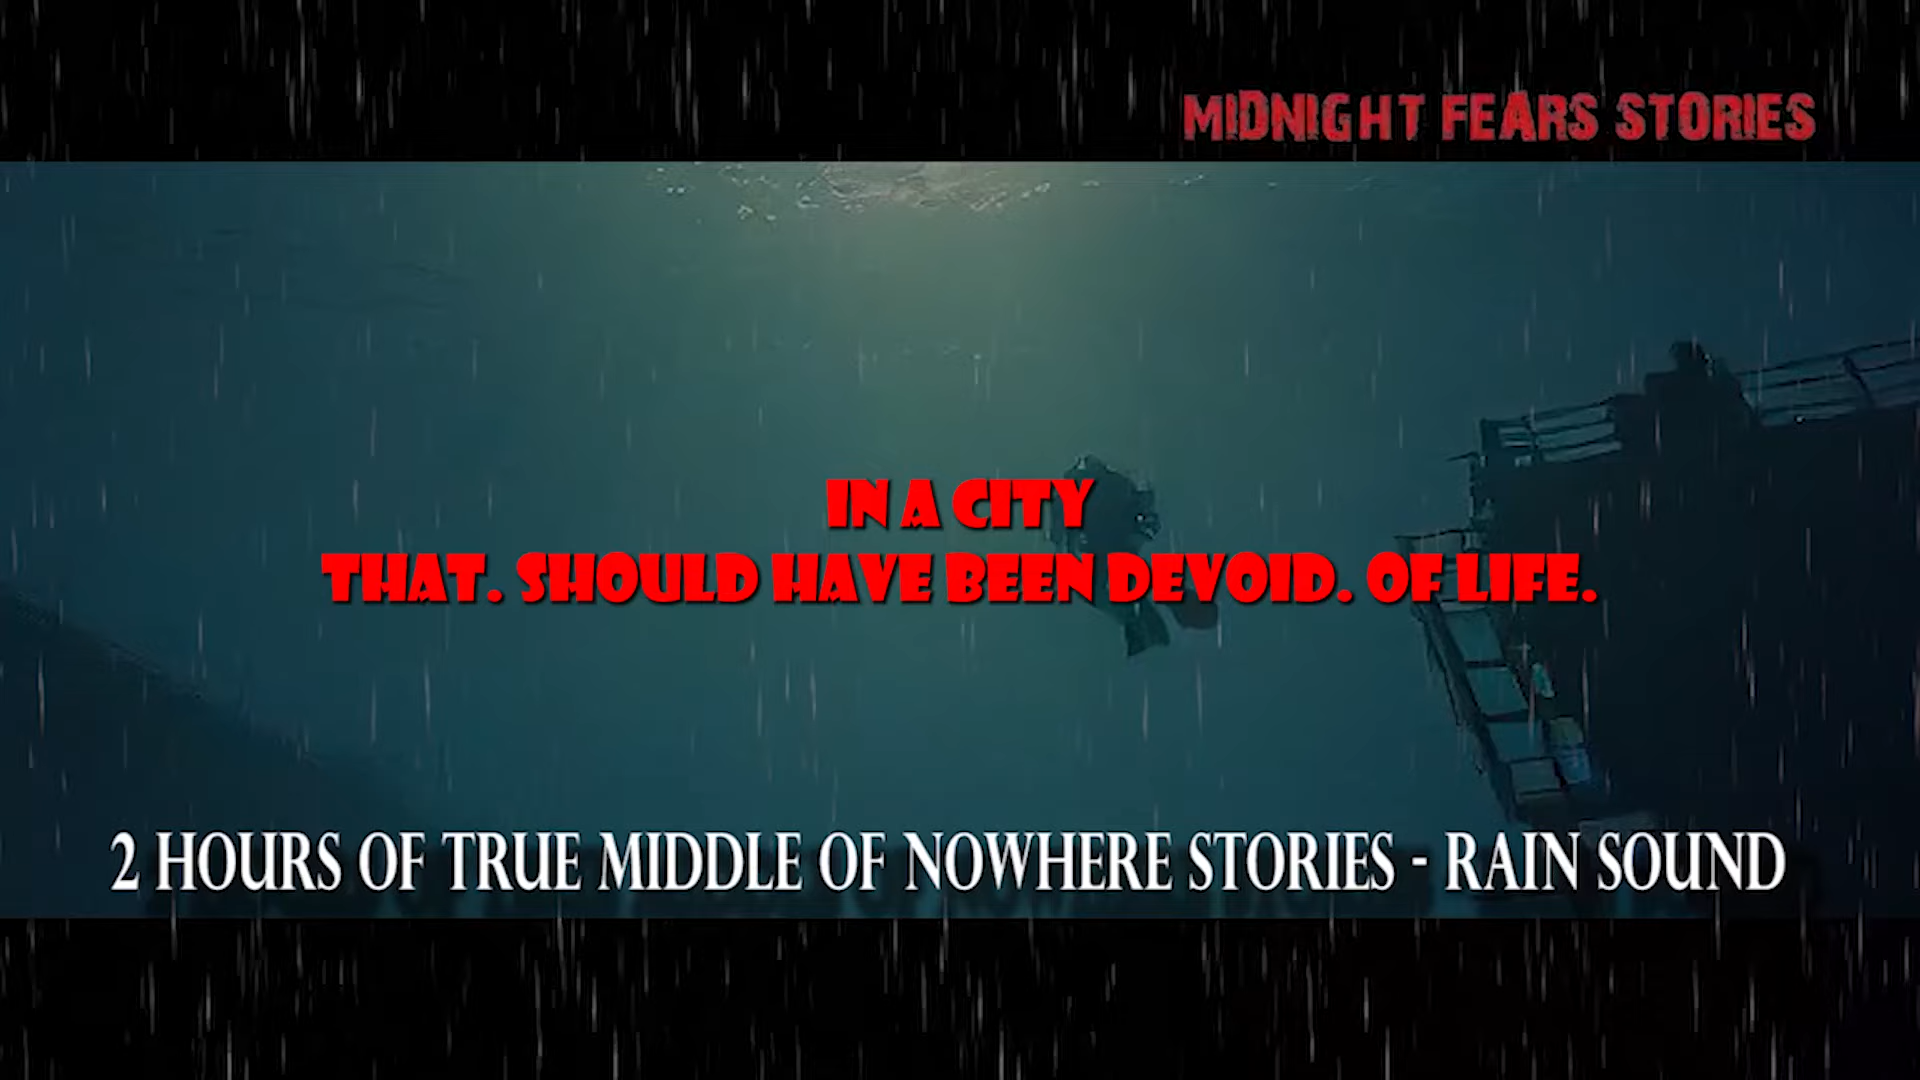 MIDNIGHT FEARS STORIES
IN A CITY
THAT. SHOULD HAVE BEEN DEVOID. OF LIFE.
2 HOURS OF TRUE MIDDLE OF NOWHERE STORIES - RAIN SOUND